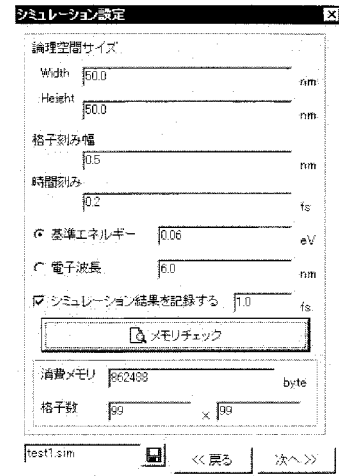 シミュレーション設定
論理空間サイズ
Width 50.0 nm
Height 50.0 nm
格子刻み幅
0.5 nm
時間刻み
0.2 fs
基準エネルギー 0.06 eV
電子波長 6.0 nm
シミュレーション結果を記録する 1.0 fs
メモリチェック
消費メモリ 862488 byte
格子数 99 × 99
test1.sim << 戻る 次へ >>